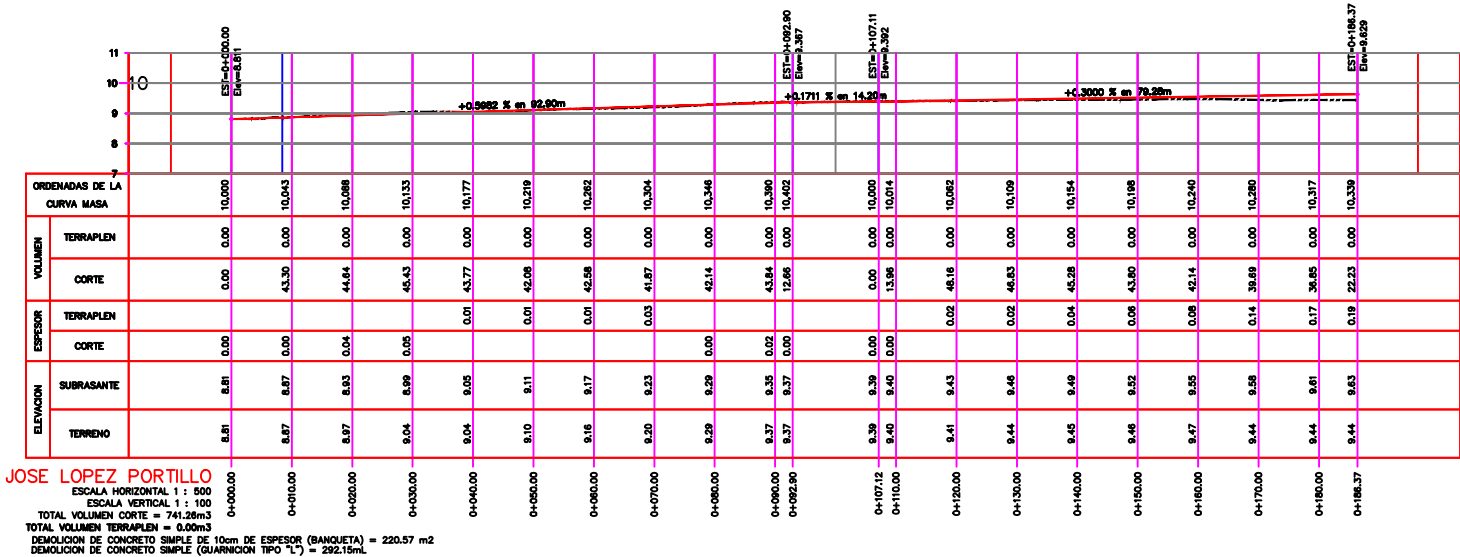 EST=0+000.00
Elev=8.811
EST=0+092.90
Elev=9.367
EST=0+107.11
Elev=9.392
EST=0+186.37
Elev=9.629
11
10
10
9
8
7
+0.5982 % en 92.90m
+0.1711 % en 14.20m
+0.3000 % en 79.26m
ORDENADAS DE LA
CURVA MASA
10,000 10,043 10,088 10,133 10,177 10,219 10,262 10,304 10,346 10,390 10,402 10,000 10,014 10,062 10,109 10,154 10,198 10,240 10,280 10,317 10,339
VOLUMEN
TERRAPLEN 0.00 0.00 0.00 0.00 0.00 0.00 0.00 0.00 0.00 0.00 0.00 0.00 0.00 0.00 0.00 0.00 0.00 0.00 0.00 0.00 0.00
CORTE 0.00 43.30 44.64 45.43 43.77 42.08 42.58 41.87 42.14 43.84 12.66 0.00 13.96 48.16 46.83 45.28 43.80 42.14 39.69 36.85 22.23
ESPESOR
TERRAPLEN 0.01 0.01 0.01 0.03 0.02 0.02 0.04 0.06 0.08 0.14 0.17 0.19
CORTE 0.00 0.00 0.04 0.05 0.00 0.02 0.00 0.00 0.00
ELEVACION
SUBRASANTE 8.81 8.87 8.93 8.99 9.05 9.11 9.17 9.23 9.29 9.35 9.37 9.39 9.40 9.43 9.46 9.49 9.52 9.55 9.58 9.61 9.63
TERRENO 8.81 8.87 8.97 9.04 9.04 9.10 9.16 9.20 9.29 9.37 9.37 9.39 9.40 9.41 9.44 9.45 9.46 9.47 9.44 9.44 9.44
0+000.00 0+010.00 0+020.00 0+030.00 0+040.00 0+050.00 0+060.00 0+070.00 0+080.00 0+090.00 0+092.90 0+107.12 0+110.00 0+120.00 0+130.00 0+140.00 0+150.00 0+160.00 0+170.00 0+180.00 0+186.37
JOSE LOPEZ PORTILLO
ESCALA HORIZONTAL 1 : 500
ESCALA VERTICAL 1 : 100
TOTAL VOLUMEN CORTE = 741.26m3
TOTAL VOLUMEN TERRAPLEN = 0.00m3
DEMOLICION DE CONCRETO SIMPLE DE 10cm DE ESPESOR (BANQUETA) = 220.57 m2
DEMOLICION DE CONCRETO SIMPLE (GUARNICION TIPO "L") = 292.15mL